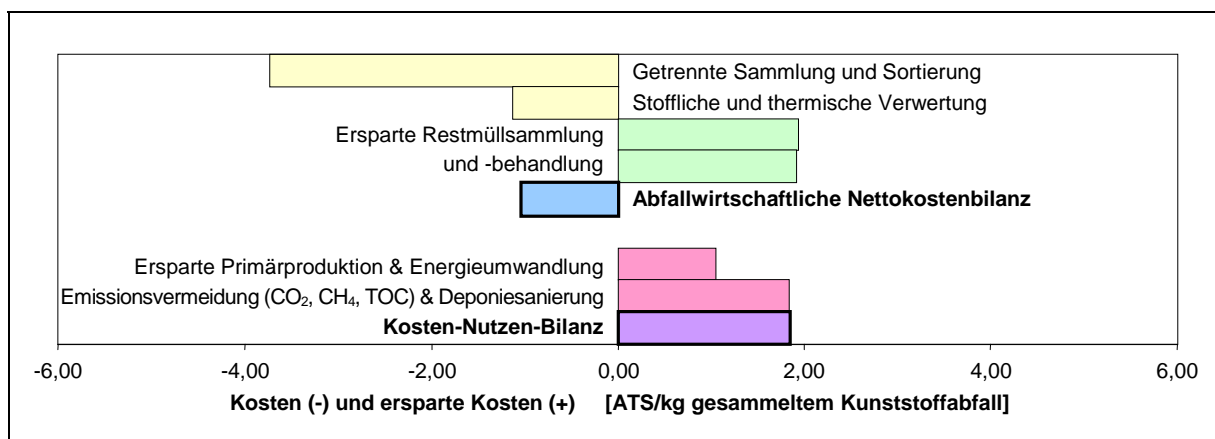 Getrennte Sammlung und Sortierung
Stoffliche und thermische Verwertung
Ersparte Restmüllsammlung
und -behandlung
Abfallwirtschaftliche Nettokostenbilanz
Ersparte Primärproduktion & Energieumwandlung
Emissionsvermeidung (CO₂, CH₄, TOC) & Deponiesanierung
Kosten-Nutzen-Bilanz
-6,00 -4,00 -2,00 0,00 2,00 4,00 6,00
Kosten (-) und ersparte Kosten (+) [ATS/kg gesammeltem Kunststoffabfall]